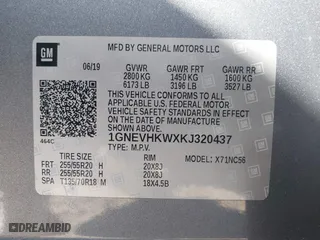 GM
MFD BY GENERAL MOTORS LLC
06/19 GVWR GAWR FRT GAWR RR
2800 KG 1450 KG 1600 KG
6173 LB 3196 LB 3527 LB
THIS VEHICLE CONFORMS TO ALL
APPLICABLE U.S. FEDERAL MOTOR VEHICLE
SAFETY STANDARDS IN EFFECT ON THE DATE
OF MANUFACTURE SHOWN ABOVE.
464C 1GNEVHKWXKJ320437
TYPE: M.P.V. MODEL: X71NC56
TIRE SIZE RIM
FRT 255/55R20 H 20X8J
RR 255/55R20 H 20X8J
SPA T135/70R18 M 18X4.5B